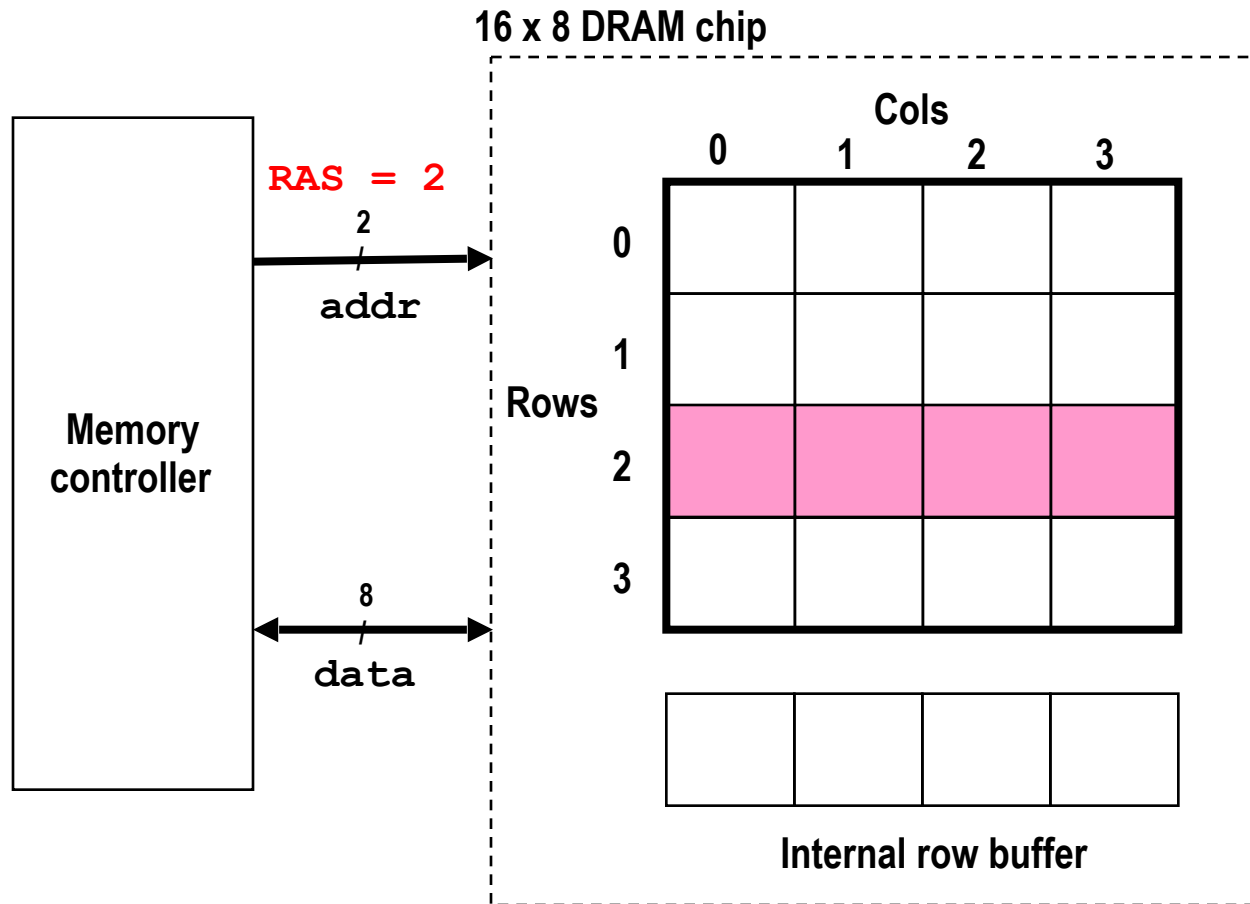 16 x 8 DRAM chip
Cols
0 1 2 3
RAS = 2
2
addr
0
1
Rows
2
3
Memory
controller
8
data
Internal row buffer